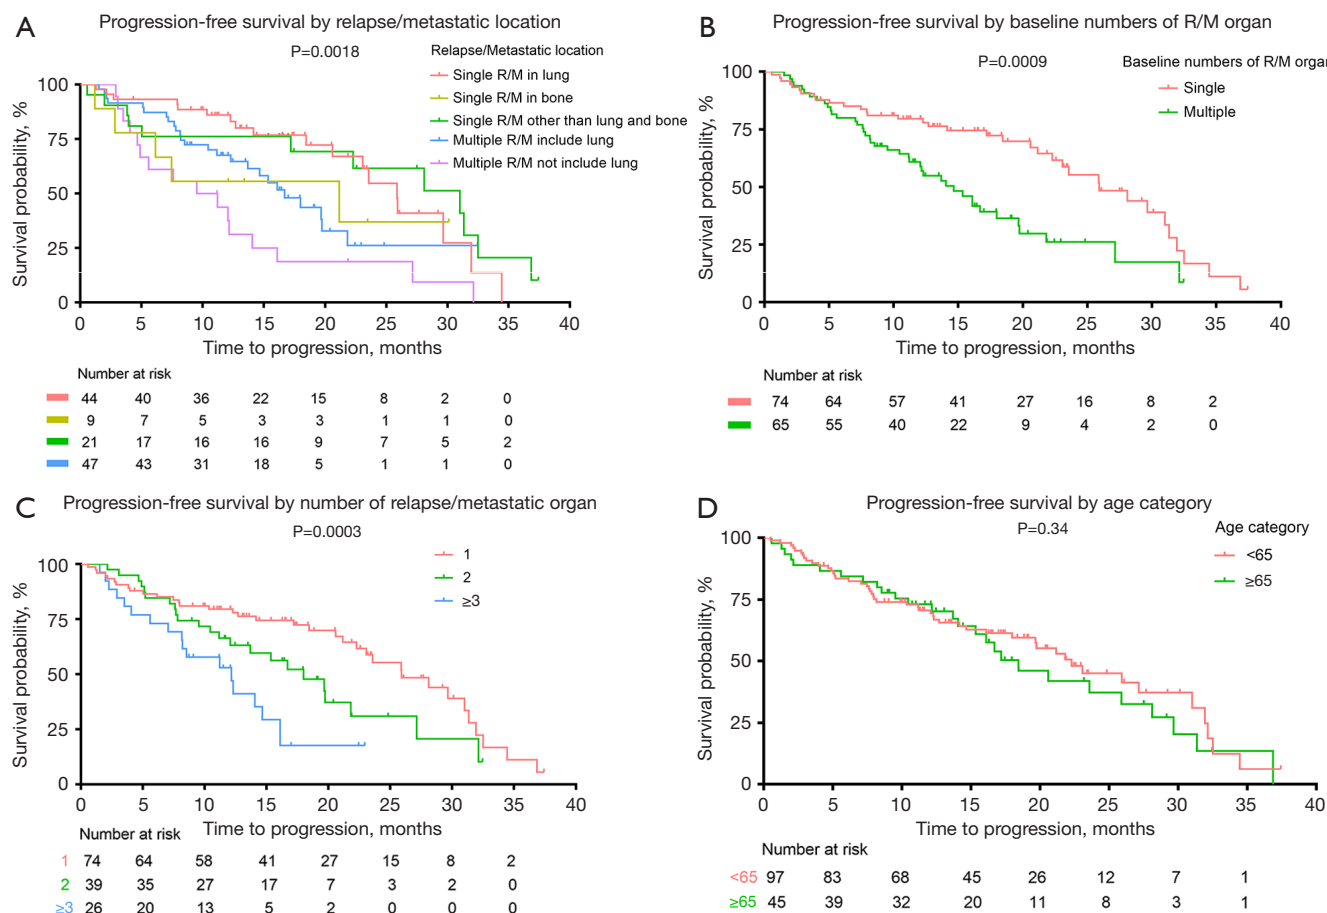 A
Progression-free survival by relapse/metastatic location
P=0.0018
Relapse/Metastatic location
Single R/M in lung
Single R/M in bone
Single R/M other than lung and bone
Multiple R/M include lung
Multiple R/M not include lung
Survival probability, %
100
75
50
25
0
0 5 10 15 20 25 30 35 40
Time to progression, months
Number at risk
44 40 36 22 15 8 2 0
9 7 5 3 3 1 1 0
21 17 16 16 9 7 5 2
47 43 31 18 5 1 1 0
B
Progression-free survival by baseline numbers of R/M organ
P=0.0009
Baseline numbers of R/M organ
Single
Multiple
Survival probability, %
100
75
50
25
0
0 5 10 15 20 25 30 35 40
Time to progression, months
Number at risk
74 64 57 41 27 16 8 2
65 55 40 22 9 4 2 0
C
Progression-free survival by number of relapse/metastatic organ
P=0.0003
1
2
≥3
Survival probability, %
100
75
50
25
0
0 5 10 15 20 25 30 35 40
Time to progression, months
Number at risk
1 74 64 58 41 27 15 8 2
2 39 35 27 17 7 3 2 0
≥3 26 20 13 5 2 0 0 0
D
Progression-free survival by age category
P=0.34
Age category
<65
≥65
Survival probability, %
100
75
50
25
0
0 5 10 15 20 25 30 35 40
Time to progression, months
Number at risk
<65 97 83 68 45 26 12 7 1
≥65 45 39 32 20 11 8 3 1